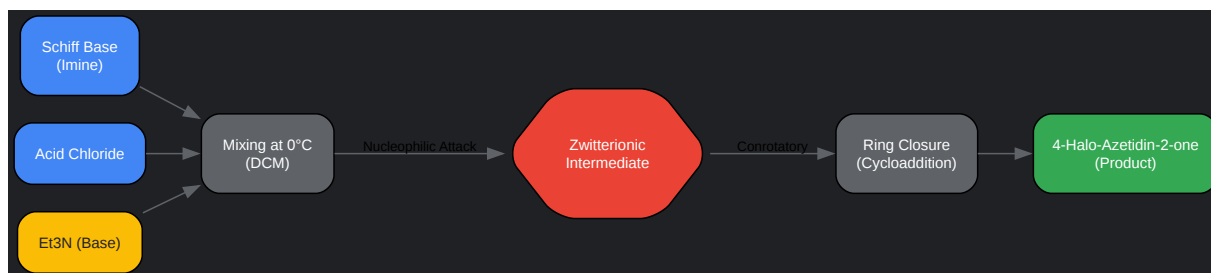 Schiff Base
(Imine)
Acid Chloride
Et3N (Base)
Mixing at 0°C
(DCM)
Nucleophilic Attack
Zwitterionic
Intermediate
Conrotatory
Ring Closure
(Cycloaddition)
4-Halo-Azetidin-2-one
(Product)